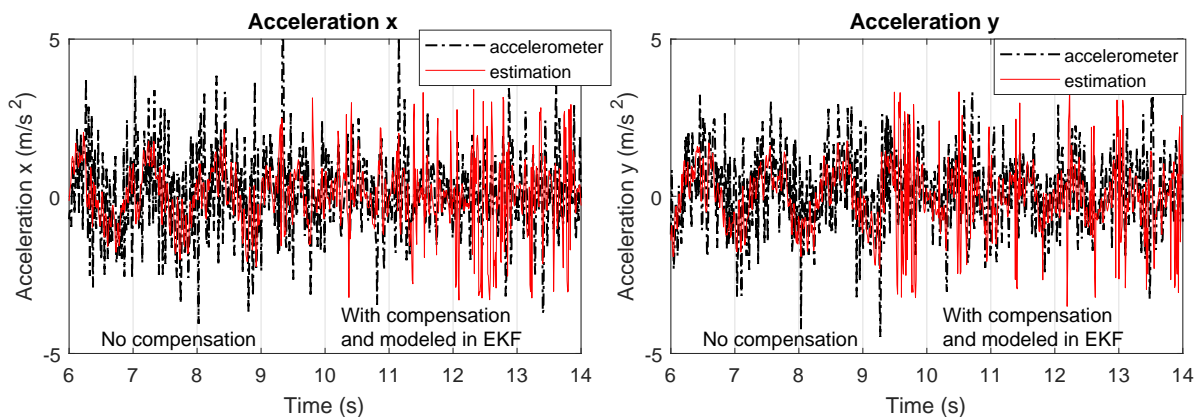 Acceleration x
Acceleration x (m/s 2)
5
0
-5
accelerometer
estimation
No compensation
With compensation
and modeled in EKF
6 7 8 9 10 11 12 13 14
Time (s)
Acceleration y
Acceleration y (m/s 2)
5
0
-5
accelerometer
estimation
No compensation
With compensation
and modeled in EKF
6 7 8 9 10 11 12 13 14
Time (s)